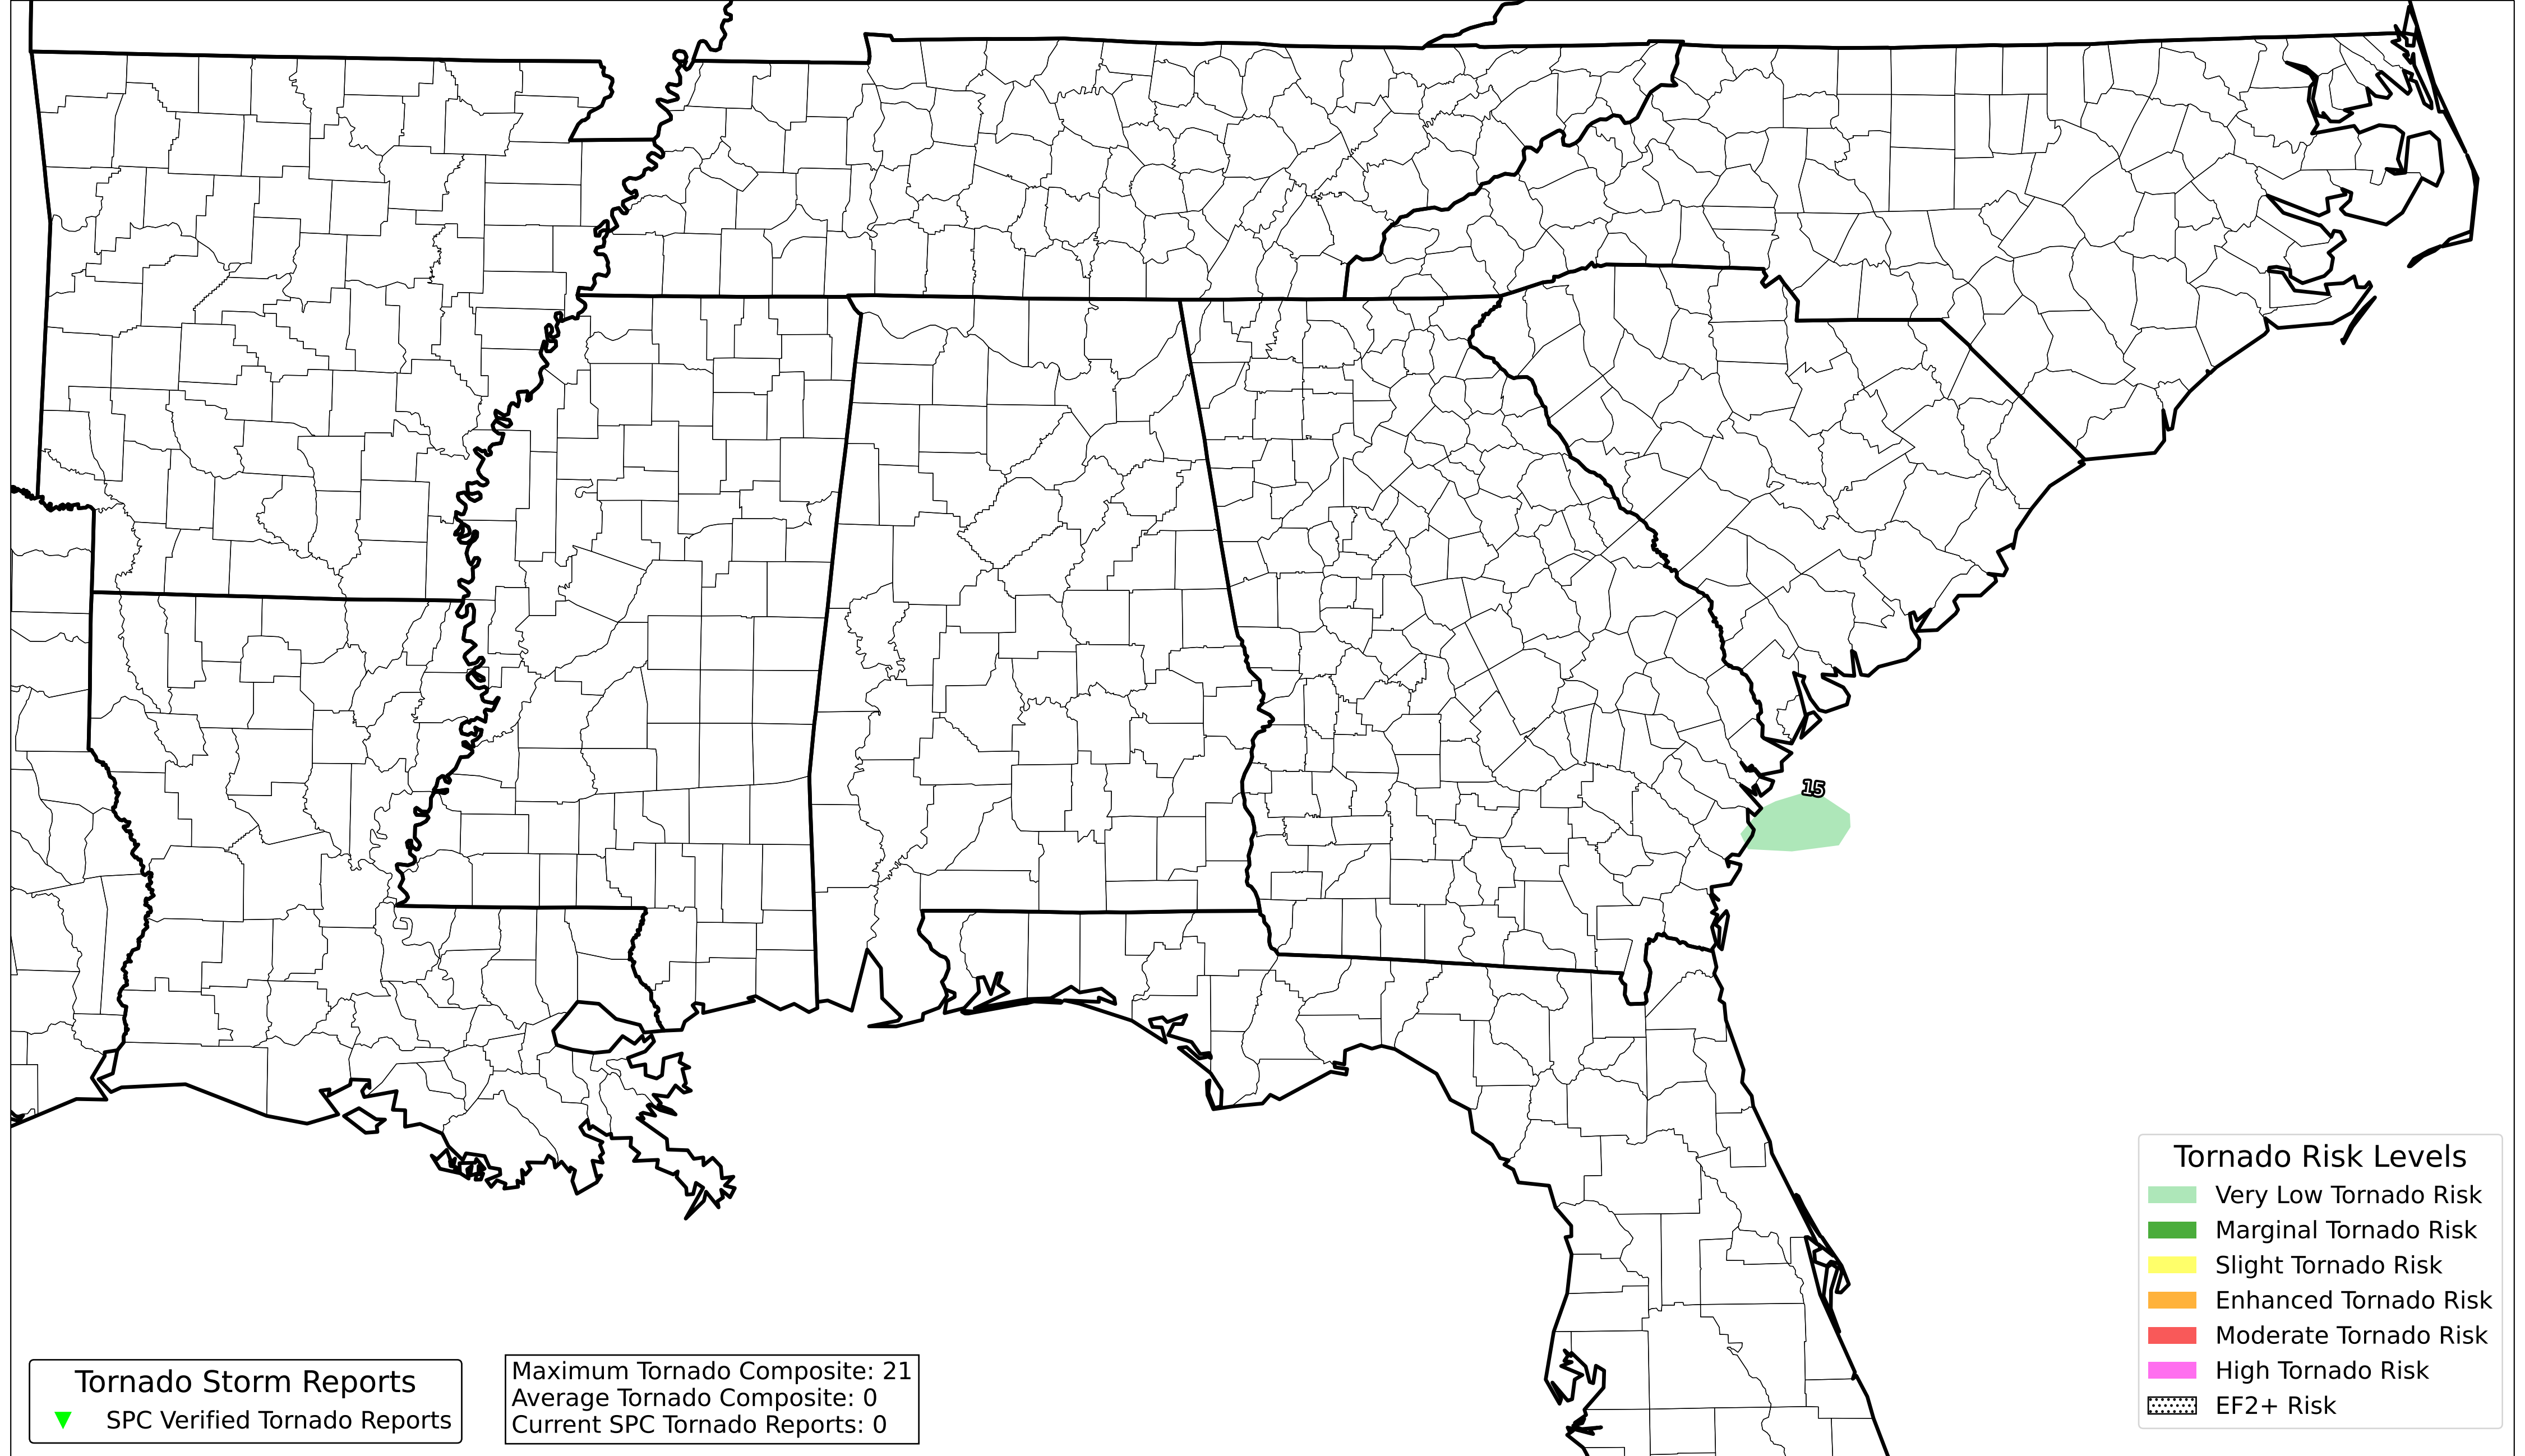 15
Tornado Risk Levels
Very Low Tornado Risk
Marginal Tornado Risk
Slight Tornado Risk
Enhanced Tornado Risk
Moderate Tornado Risk
High Tornado Risk
EF2+ Risk
Tornado Storm Reports
SPC Verified Tornado Reports
Maximum Tornado Composite: 21
Average Tornado Composite: 0
Current SPC Tornado Reports: 0